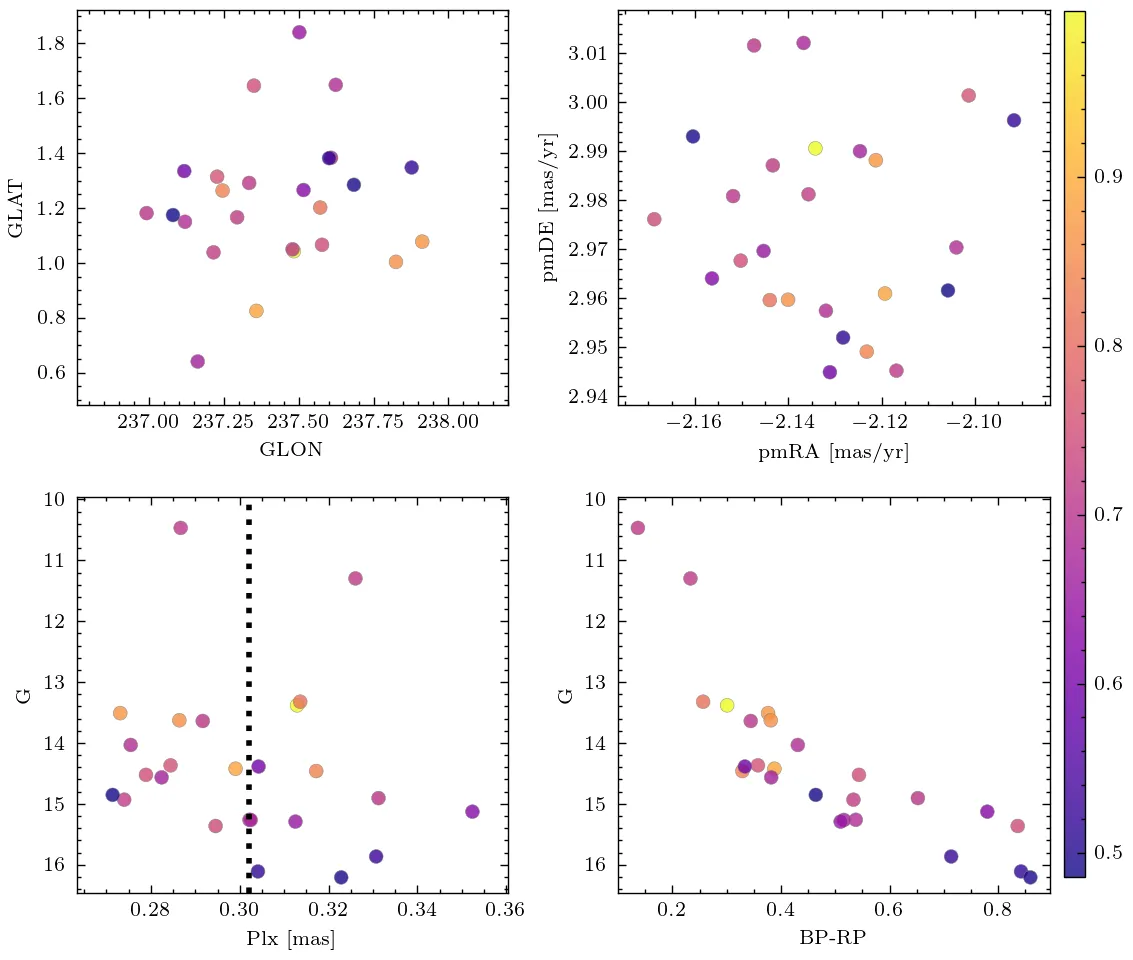 1.8
1.6
1.4
1.2
1.0
0.8
0.6
GLAT
237.00 237.25 237.50 237.75 238.00
GLON
3.01
3.00
2.99
2.98
2.97
2.96
2.95
2.94
pmDE [mas/yr]
−2.16 −2.14 −2.12 −2.10
pmRA [mas/yr]
0.9
0.8
0.7
0.6
0.5
10
11
12
13
14
15
16
G
0.28 0.30 0.32 0.34 0.36
Plx [mas]
10
11
12
13
14
15
16
G
0.2 0.4 0.6 0.8
BP-RP